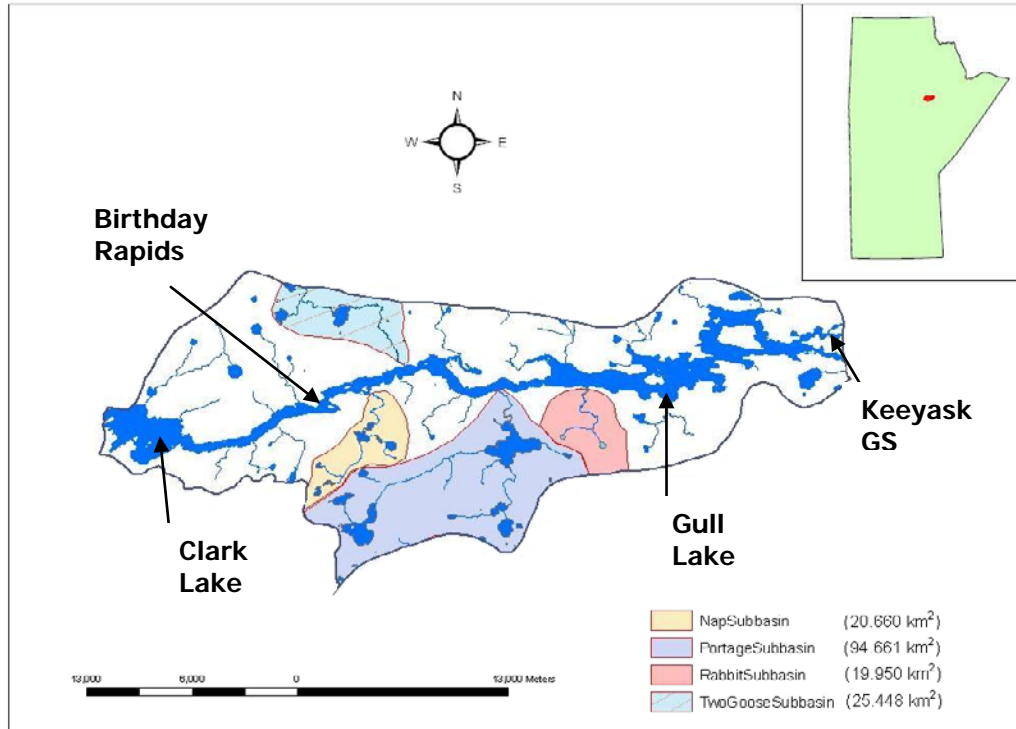 N
W E
S
Birthday
Rapids
Keeyask
GS
Clark
Lake
Gull
Lake
NapSubbasin (20.660 km²)
PortageSubbasin (94.661 km²)
RabbitSubbasin (19.950 km²)
TwoGooseSubbasin (25.448 km²)
13,000 6,000 0 13,000 Meters